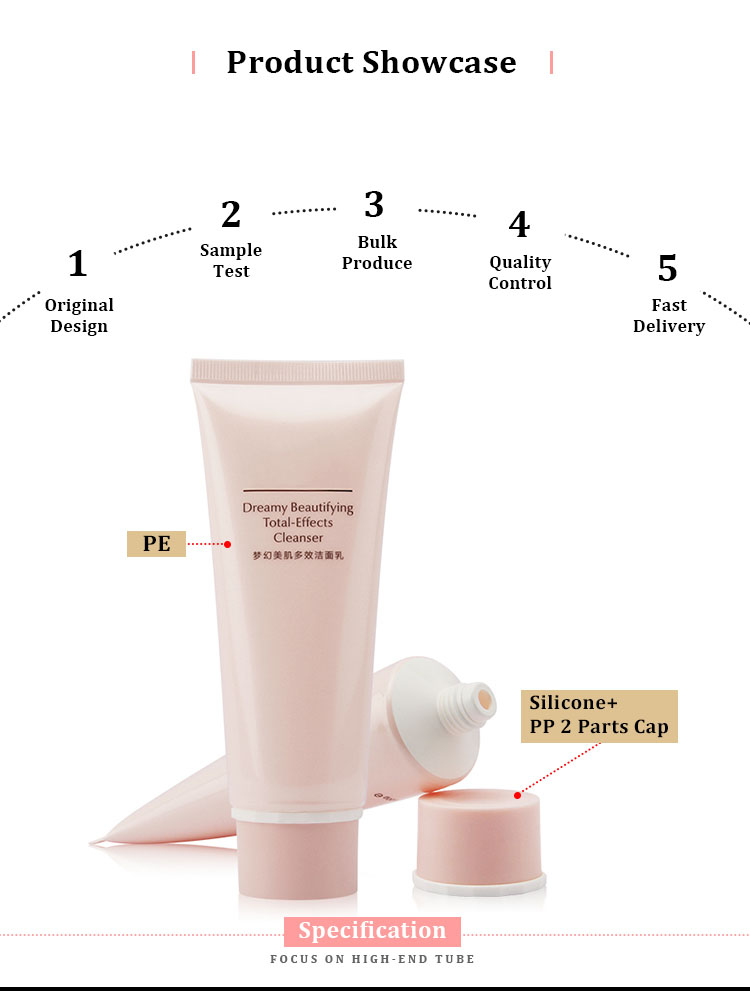 Product Showcase
1
Original
Design
2
Sample
Test
3
Bulk
Produce
4
Quality
Control
5
Fast
Delivery
Dreamy Beautifying
Total-Effects
Cleanser
梦幻美肌多效洁面乳
PE
Silicone+
PP 2 Parts Cap
Specification
FOCUS ON HIGH-END TUBE